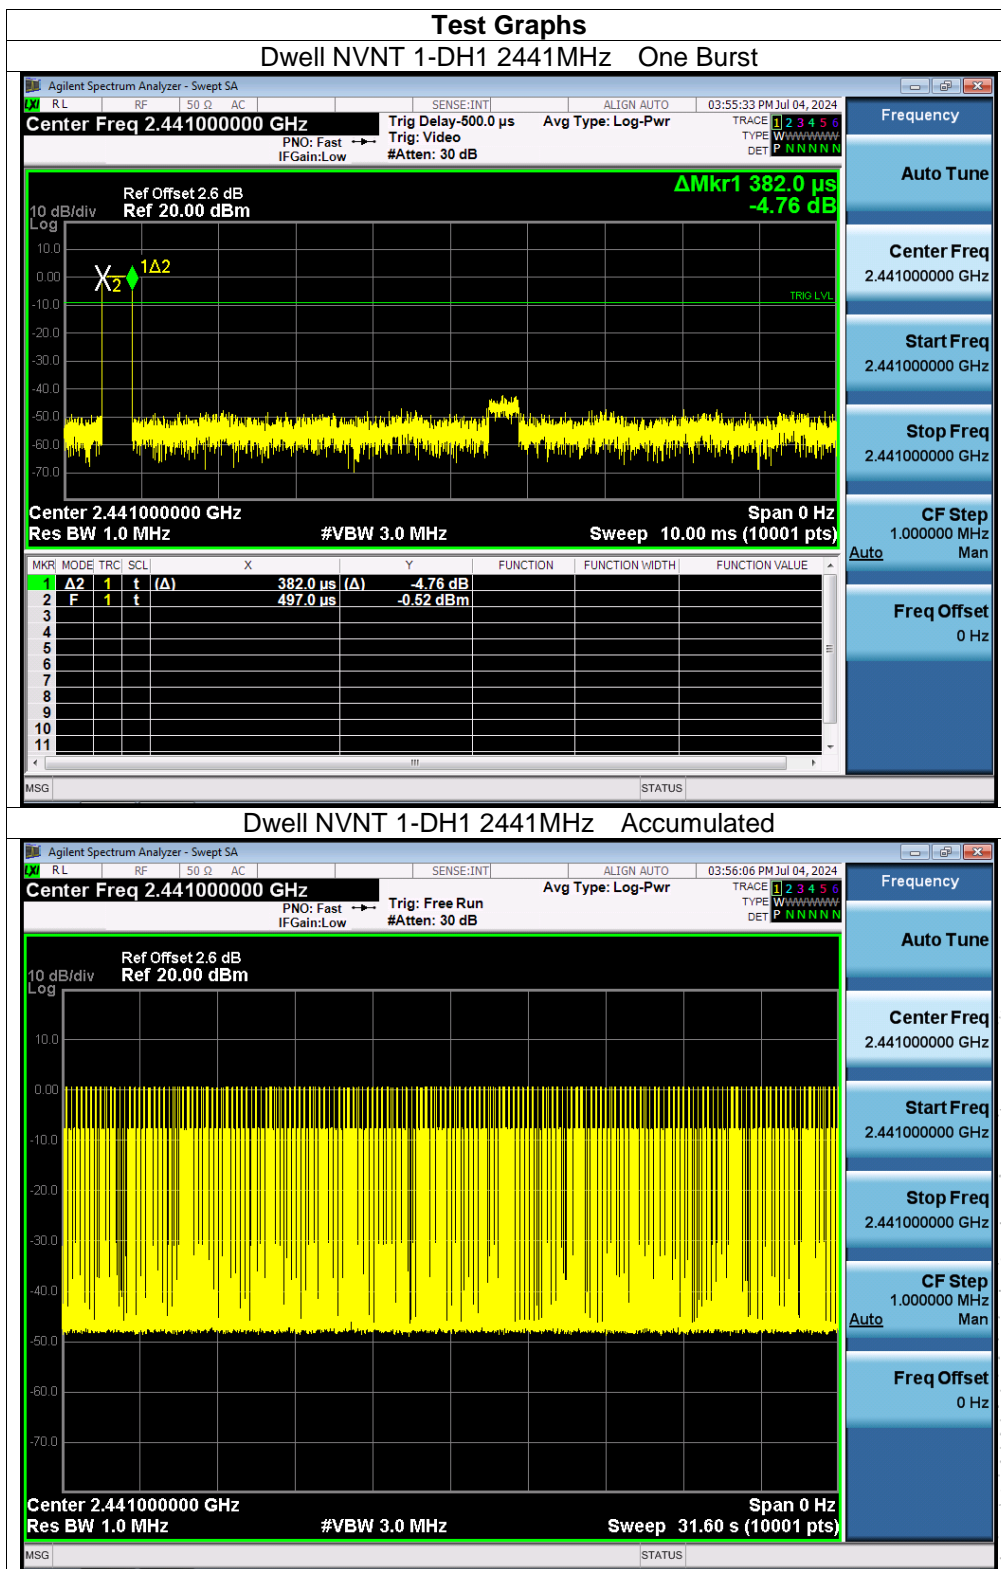 Test Graphs
Dwell NVNT 1-DH1 2441MHz One Burst
Agilent Spectrum Analyzer - Swept SA
LXI RL RF 50 Ω AC SENSE:INT ALIGN AUTO 03:55:33 PM Jul 04, 2024
Center Freq 2.441000000 GHz
PNO: Fast
IFGain:Low
Trig Delay-500.0 µs
Trig: Video
#Atten: 30 dB
Avg Type: Log-Pwr
TRACE 1 2 3 4 5 6
TYPE WWWWWWW
DET P N N N N N
Frequency
Auto Tune
Center Freq
2.441000000 GHz
Start Freq
2.441000000 GHz
Stop Freq
2.441000000 GHz
CF Step
1.000000 MHz
Auto Man
Freq Offset
0 Hz
ΔMkr1 382.0 µs
-4.76 dB
Ref Offset 2.6 dB
10 dB/div Ref 20.00 dBm
Log
10.0
0.00
-10.0
-20.0
-30.0
-40.0
-50.0
-60.0
-70.0
X2 1Δ2
TRIG LVL
Center 2.441000000 GHz Span 0 Hz
Res BW 1.0 MHz #VBW 3.0 MHz Sweep 10.00 ms (10001 pts)
MKR MODE TRC SCL X Y FUNCTION FUNCTION WIDTH FUNCTION VALUE
1 Δ2 1 t (Δ) 382.0 µs (Δ) -4.76 dB
2 F 1 t 497.0 µs -0.52 dBm
3
4
5
6
7
8
9
10
11
MSG STATUS
Dwell NVNT 1-DH1 2441MHz Accumulated
Agilent Spectrum Analyzer - Swept SA
LXI RL RF 50 Ω AC SENSE:INT ALIGN AUTO 03:56:06 PM Jul 04, 2024
Center Freq 2.441000000 GHz
PNO: Fast
IFGain:Low
Trig: Free Run
#Atten: 30 dB
Avg Type: Log-Pwr
TRACE 1 2 3 4 5 6
TYPE WWWWWWW
DET P N N N N N
Frequency
Auto Tune
Center Freq
2.441000000 GHz
Start Freq
2.441000000 GHz
Stop Freq
2.441000000 GHz
CF Step
1.000000 MHz
Auto Man
Freq Offset
0 Hz
Ref Offset 2.6 dB
10 dB/div Ref 20.00 dBm
Log
10.0
0.00
-10.0
-20.0
-30.0
-40.0
-50.0
-60.0
-70.0
Center 2.441000000 GHz Span 0 Hz
Res BW 1.0 MHz #VBW 3.0 MHz Sweep 31.60 s (10001 pts)
MSG STATUS